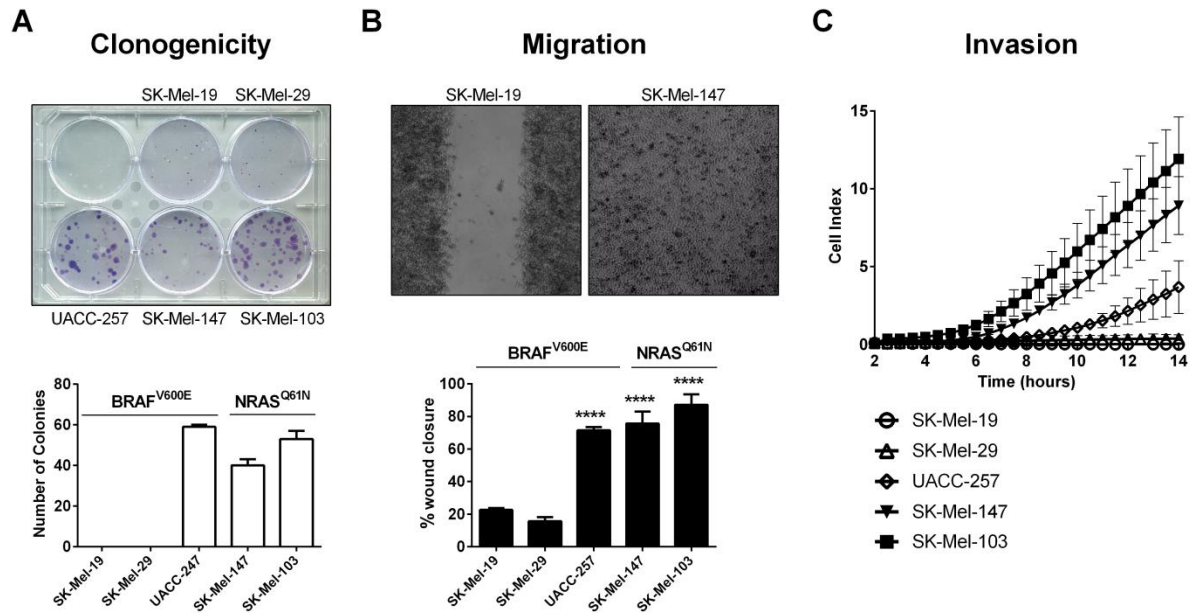 A
Clonogenicity
SK-Mel-19 SK-Mel-29
UACC-257 SK-Mel-147 SK-Mel-103
BRAFV600E NRASQ61N
Number of Colonies
80
60
40
20
0
SK-Mel-19
SK-Mel-29
UACC-247
SK-Mel-147
SK-Mel-103
B
Migration
SK-Mel-19 SK-Mel-147
BRAFV600E NRASQ61N
% wound closure
100
80
60
40
20
0
**** **** ****
SK-Mel-19
SK-Mel-29
UACC-257
SK-Mel-147
SK-Mel-103
C
Invasion
Cell Index
15
10
5
0
2 4 6 8 10 12 14
Time (hours)
SK-Mel-19
SK-Mel-29
UACC-257
SK-Mel-147
SK-Mel-103